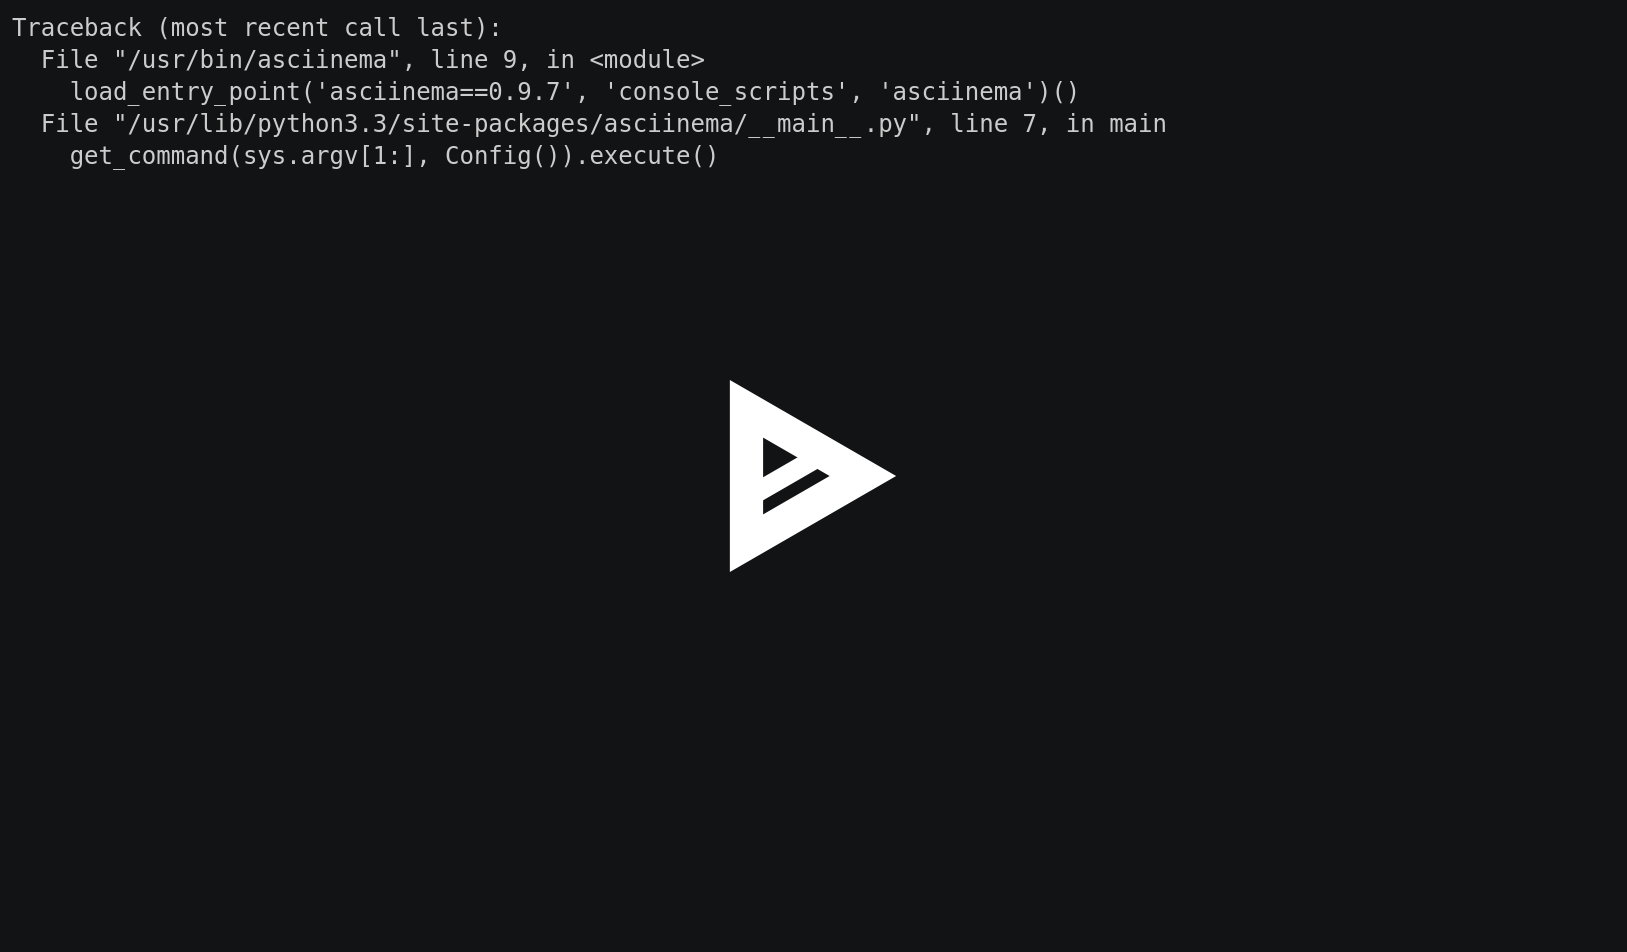 Traceback (most recent call last):
  File "/usr/bin/asciinema", line 9, in <module>
    load_entry_point('asciinema==0.9.7', 'console_scripts', 'asciinema')()
  File "/usr/lib/python3.3/site-packages/asciinema/__main__.py", line 7, in main
    get_command(sys.argv[1:], Config()).execute()